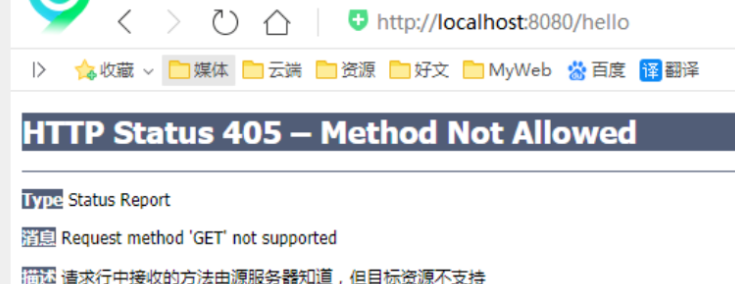 http://localhost:8080/hello
收藏 媒体 云端 资源 好文 MyWeb 百度 译 翻译
HTTP Status 405 – Method Not Allowed
Type Status Report
消息 Request method 'GET' not supported
描述 请求行中接收的方法由源服务器知道，但目标资源不支持